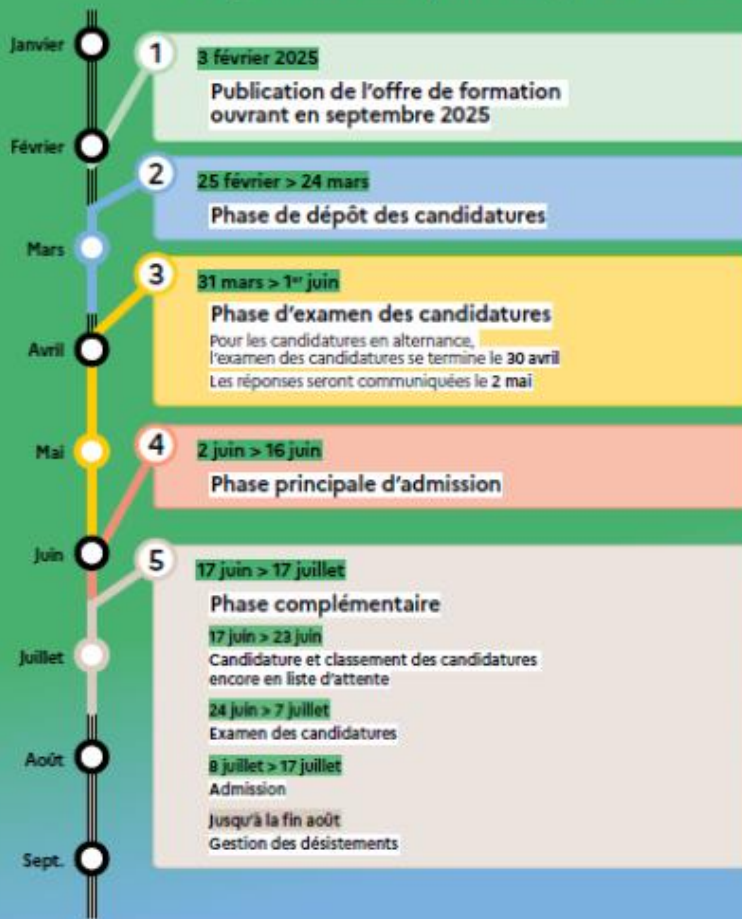 Janvier
1
3 février 2025
Publication de l'offre de formation
ouvrant en septembre 2025
Février
2
25 février > 24 mars
Phase de dépôt des candidatures
Mars
3
31 mars > 1er juin
Phase d'examen des candidatures
Pour les candidatures en alternance,
l'examen des candidatures se termine le 30 avril
Les réponses seront communiquées le 2 mai
Avril
Mai
4
2 juin > 16 juin
Phase principale d'admission
Juin
5
17 juin > 17 juillet
Phase complémentaire
17 juin > 23 juin
Candidature et classement des candidatures
encore en liste d'attente
Juillet
24 juin > 7 juillet
Examen des candidatures
8 juillet > 17 juillet
Admission
Août
Jusqu'à la fin août
Gestion des désistements
Sept.